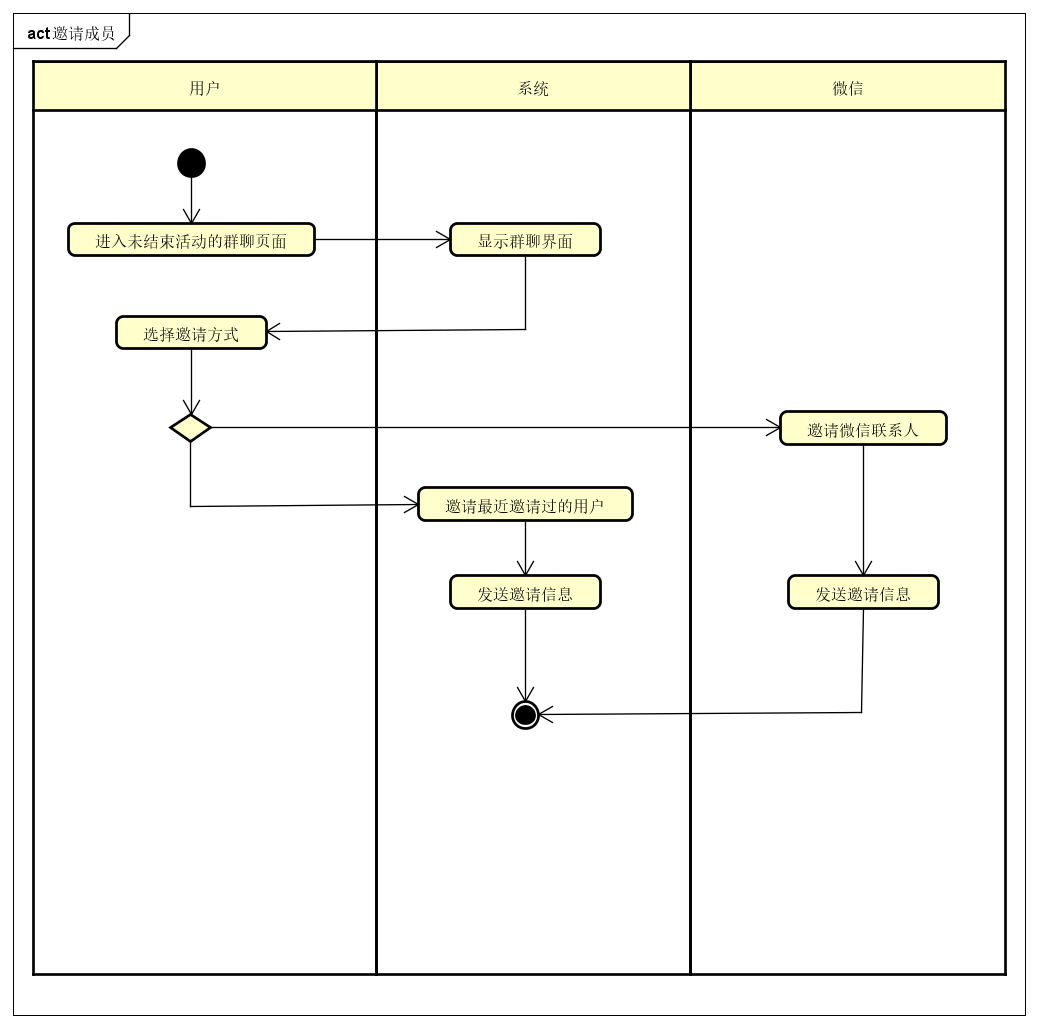 act 邀请成员
用户
系统
微信
进入未结束活动的群聊页面
显示群聊界面
选择邀请方式
邀请微信联系人
邀请最近邀请过的用户
发送邀请信息
发送邀请信息